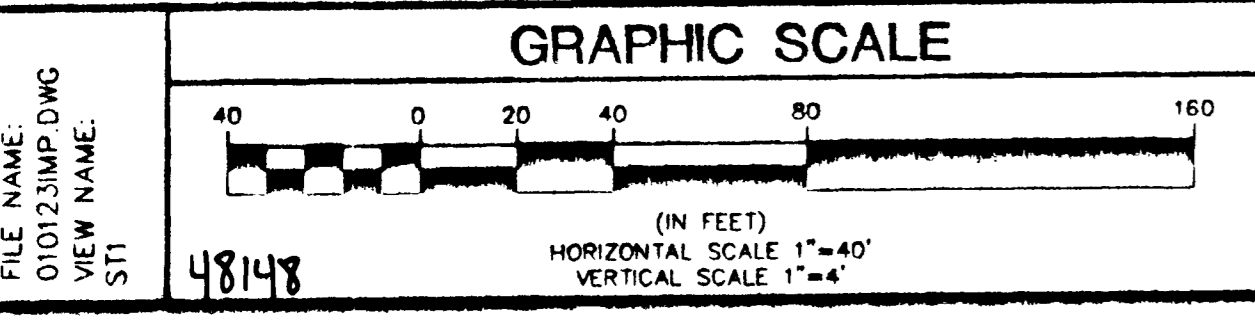 FILE NAME:
0101231MP.DWG
VIEW NAME:
ST1
GRAPHIC SCALE
40 0 20 40 80 160
(IN FEET)
HORIZONTAL SCALE 1"=40'
VERTICAL SCALE 1"=4'
48148